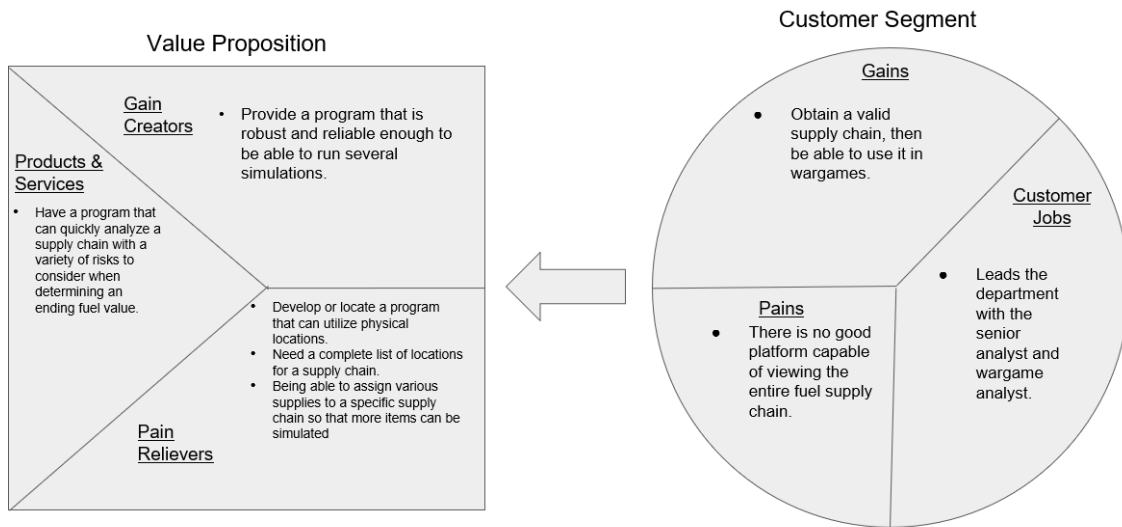 Value Proposition
Gain
Creators
• Provide a program that is
robust and reliable enough to
be able to run several
simulations.
Products &
Services
• Have a program that
can quickly analyze a
supply chain with a
variety of risks to
consider when
determining an
ending fuel value.
• Develop or locate a program
that can utilize physical
locations.
• Need a complete list of locations
for a supply chain.
• Being able to assign various
supplies to a specific supply
chain so that more items can be
simulated
Pain
Relievers
Customer Segment
Gains
● Obtain a valid
supply chain, then
be able to use it in
wargames.
Customer
Jobs
● Leads the
department with
the senior
analyst and
wargame
analyst.
Pains
● There is no good
platform capable
of viewing the
entire fuel supply
chain.